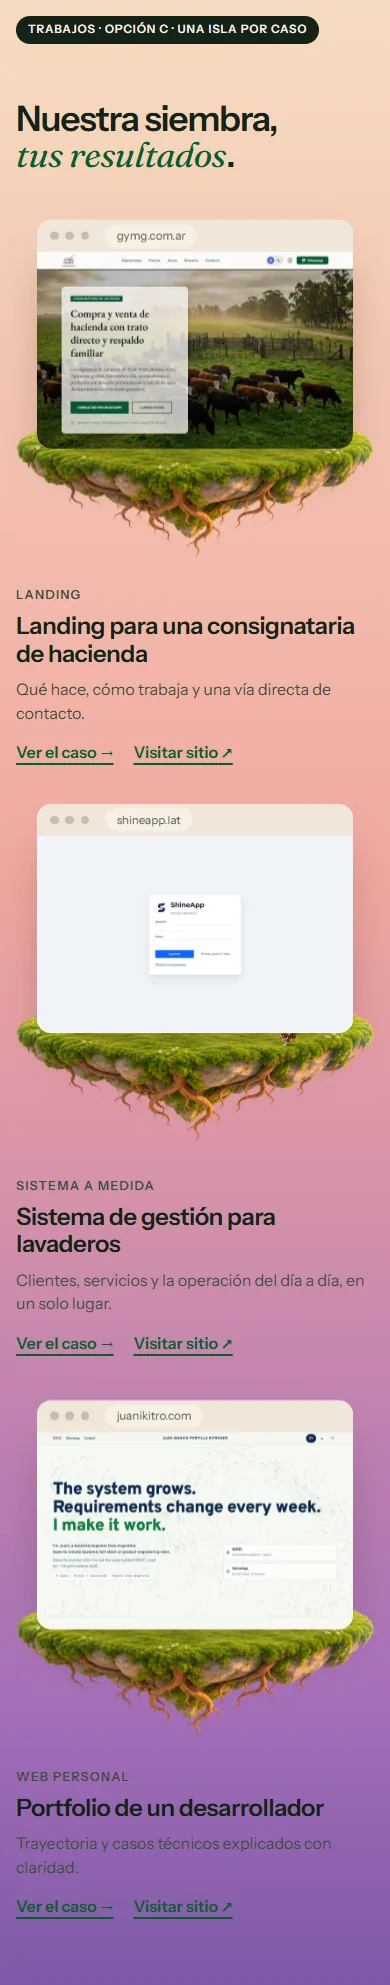 TRABAJOS · OPCIÓN C · UNA ISLA POR CASO
Nuestra siembra,
tus resultados.
gymg.com.ar
Compra y venta de
hacienda con trato
directo y respaldo
familiar
LANDING
Landing para una consignataria
de hacienda
Qué hace, cómo trabaja y una vía directa de
contacto.
Ver el caso → Visitar sitio ↗
shineapp.lat
ShineApp
SISTEMA A MEDIDA
Sistema de gestión para
lavaderos
Clientes, servicios y la operación del día a día, en
un solo lugar.
Ver el caso → Visitar sitio ↗
juanikitro.com
The system grows.
Requirements change every week.
I make it work.
WEB PERSONAL
Portfolio de un desarrollador
Trayectoria y casos técnicos explicados con
claridad.
Ver el caso → Visitar sitio ↗